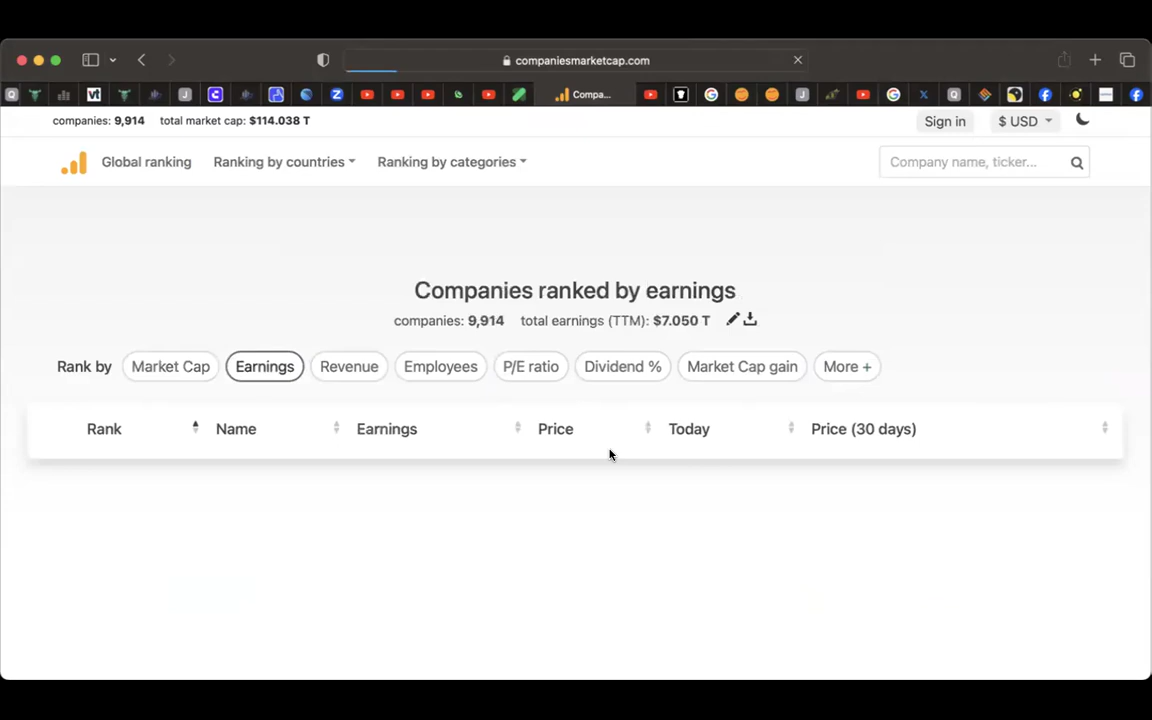 companiesmarketcap.com
Compa...
companies: 9,914 total market cap: $114.038 T
Sign in
$ USD
Global ranking
Ranking by countries
Ranking by categories
Company name, ticker...
Companies ranked by earnings
companies: 9,914 total earnings (TTM): $7.050 T
Rank by Market Cap Earnings Revenue Employees P/E ratio Dividend % Market Cap gain More +
Rank Name Earnings Price Today Price (30 days)